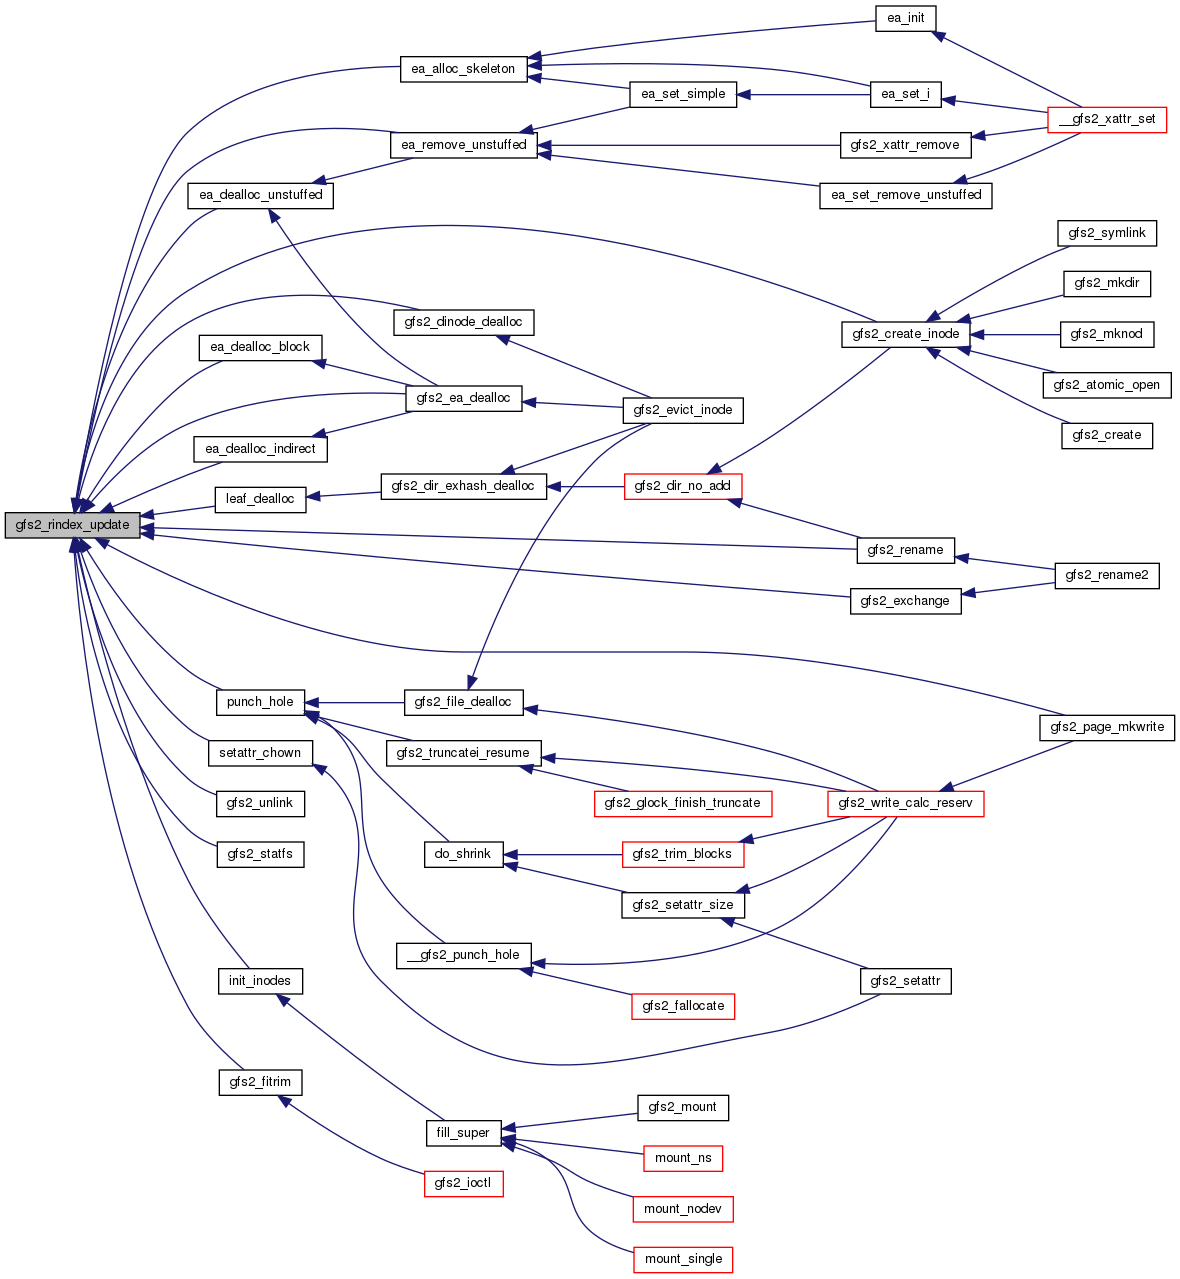 ea_init
ea_alloc_skeleton
ea_set_simple
ea_set_i
__gfs2_xattr_set
ea_remove_unstuffed
gfs2_xattr_remove
ea_dealloc_unstuffed
ea_set_remove_unstuffed
gfs2_symlink
gfs2_mkdir
gfs2_dinode_dealloc
gfs2_create_inode
gfs2_mknod
ea_dealloc_block
gfs2_atomic_open
gfs2_ea_dealloc
gfs2_evict_inode
gfs2_create
ea_dealloc_indirect
gfs2_dir_exhash_dealloc
gfs2_dir_no_add
leaf_dealloc
gfs2_rindex_update
gfs2_rename
gfs2_rename2
gfs2_exchange
punch_hole
gfs2_file_dealloc
gfs2_page_mkwrite
setattr_chown
gfs2_truncatei_resume
gfs2_unlink
gfs2_glock_finish_truncate
gfs2_write_calc_reserv
gfs2_statfs
do_shrink
gfs2_trim_blocks
gfs2_setattr_size
__gfs2_punch_hole
init_inodes
gfs2_setattr
gfs2_fallocate
gfs2_fitrim
gfs2_mount
fill_super
mount_ns
gfs2_ioctl
mount_nodev
mount_single